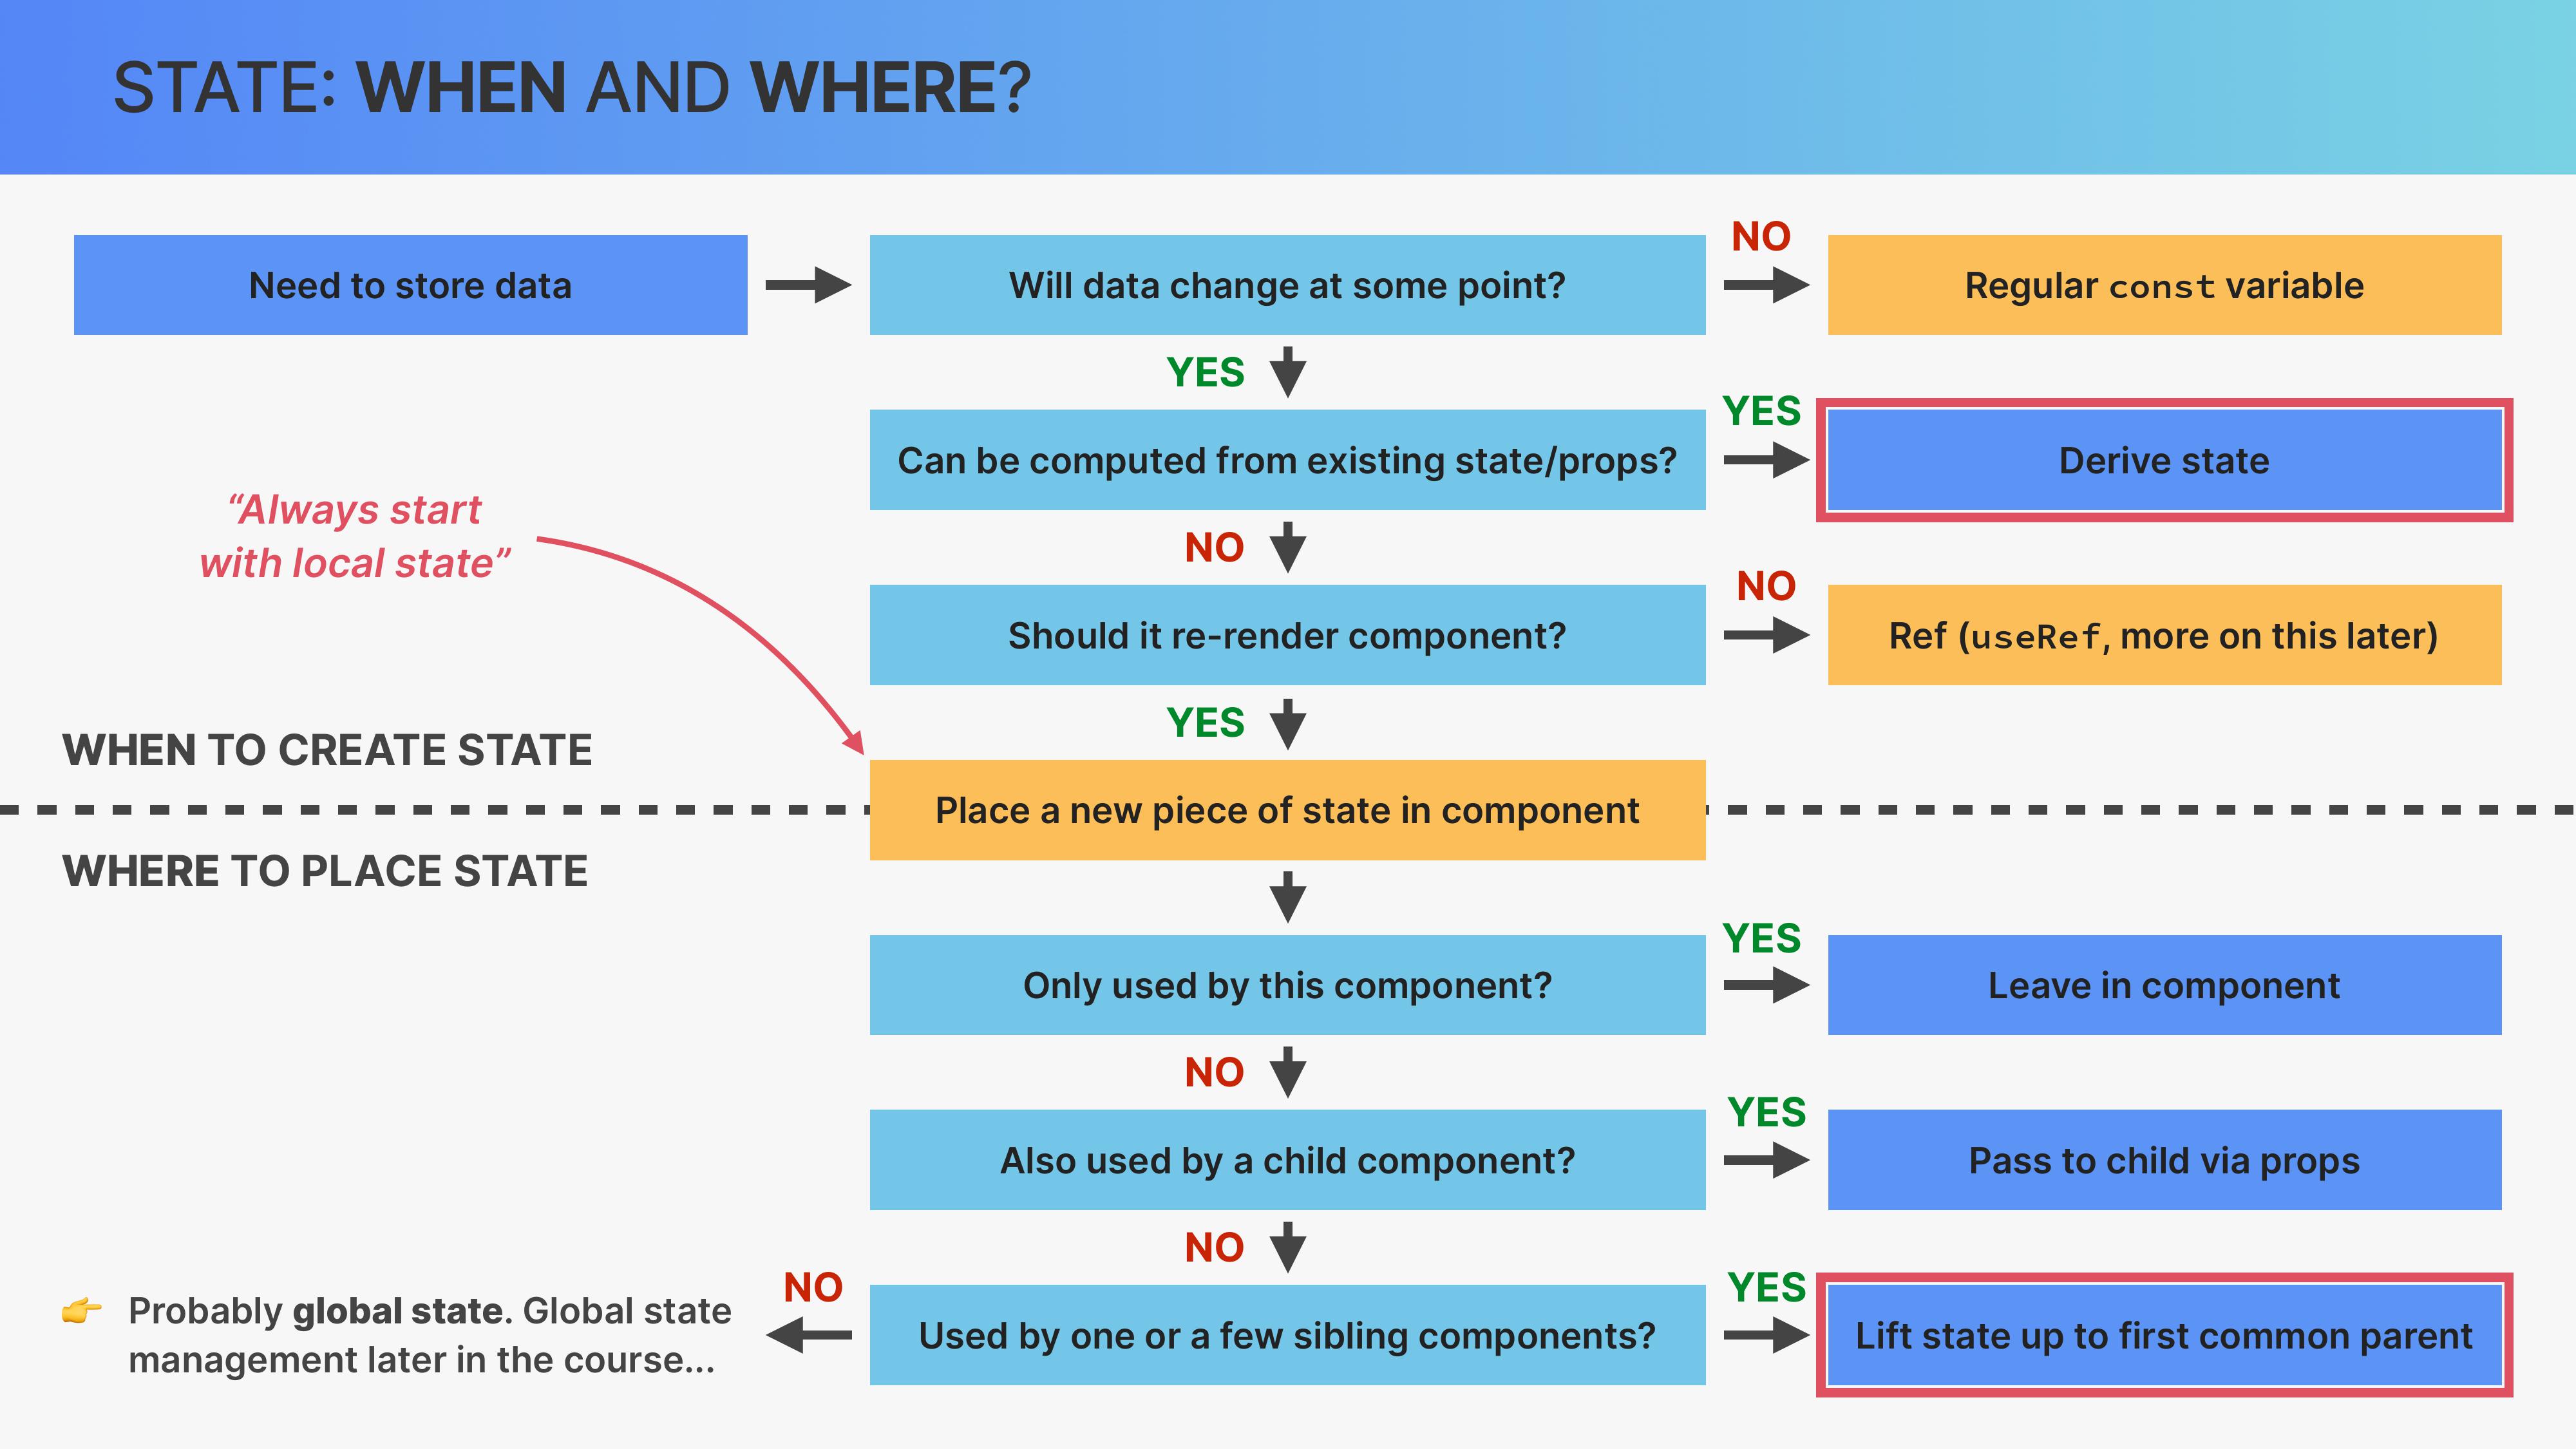 STATE: WHEN AND WHERE?
Need to store data
Will data change at some point?
NO
Regular const variable
YES
Can be computed from existing state/props?
YES
Derive state
“Always start
with local state”
NO
Should it re-render component?
NO
Ref (useRef, more on this later)
YES
WHEN TO CREATE STATE
Place a new piece of state in component
WHERE TO PLACE STATE
Only used by this component?
YES
Leave in component
NO
Also used by a child component?
YES
Pass to child via props
NO
Used by one or a few sibling components?
YES
Lift state up to first common parent
NO
👉 Probably global state. Global state
management later in the course...